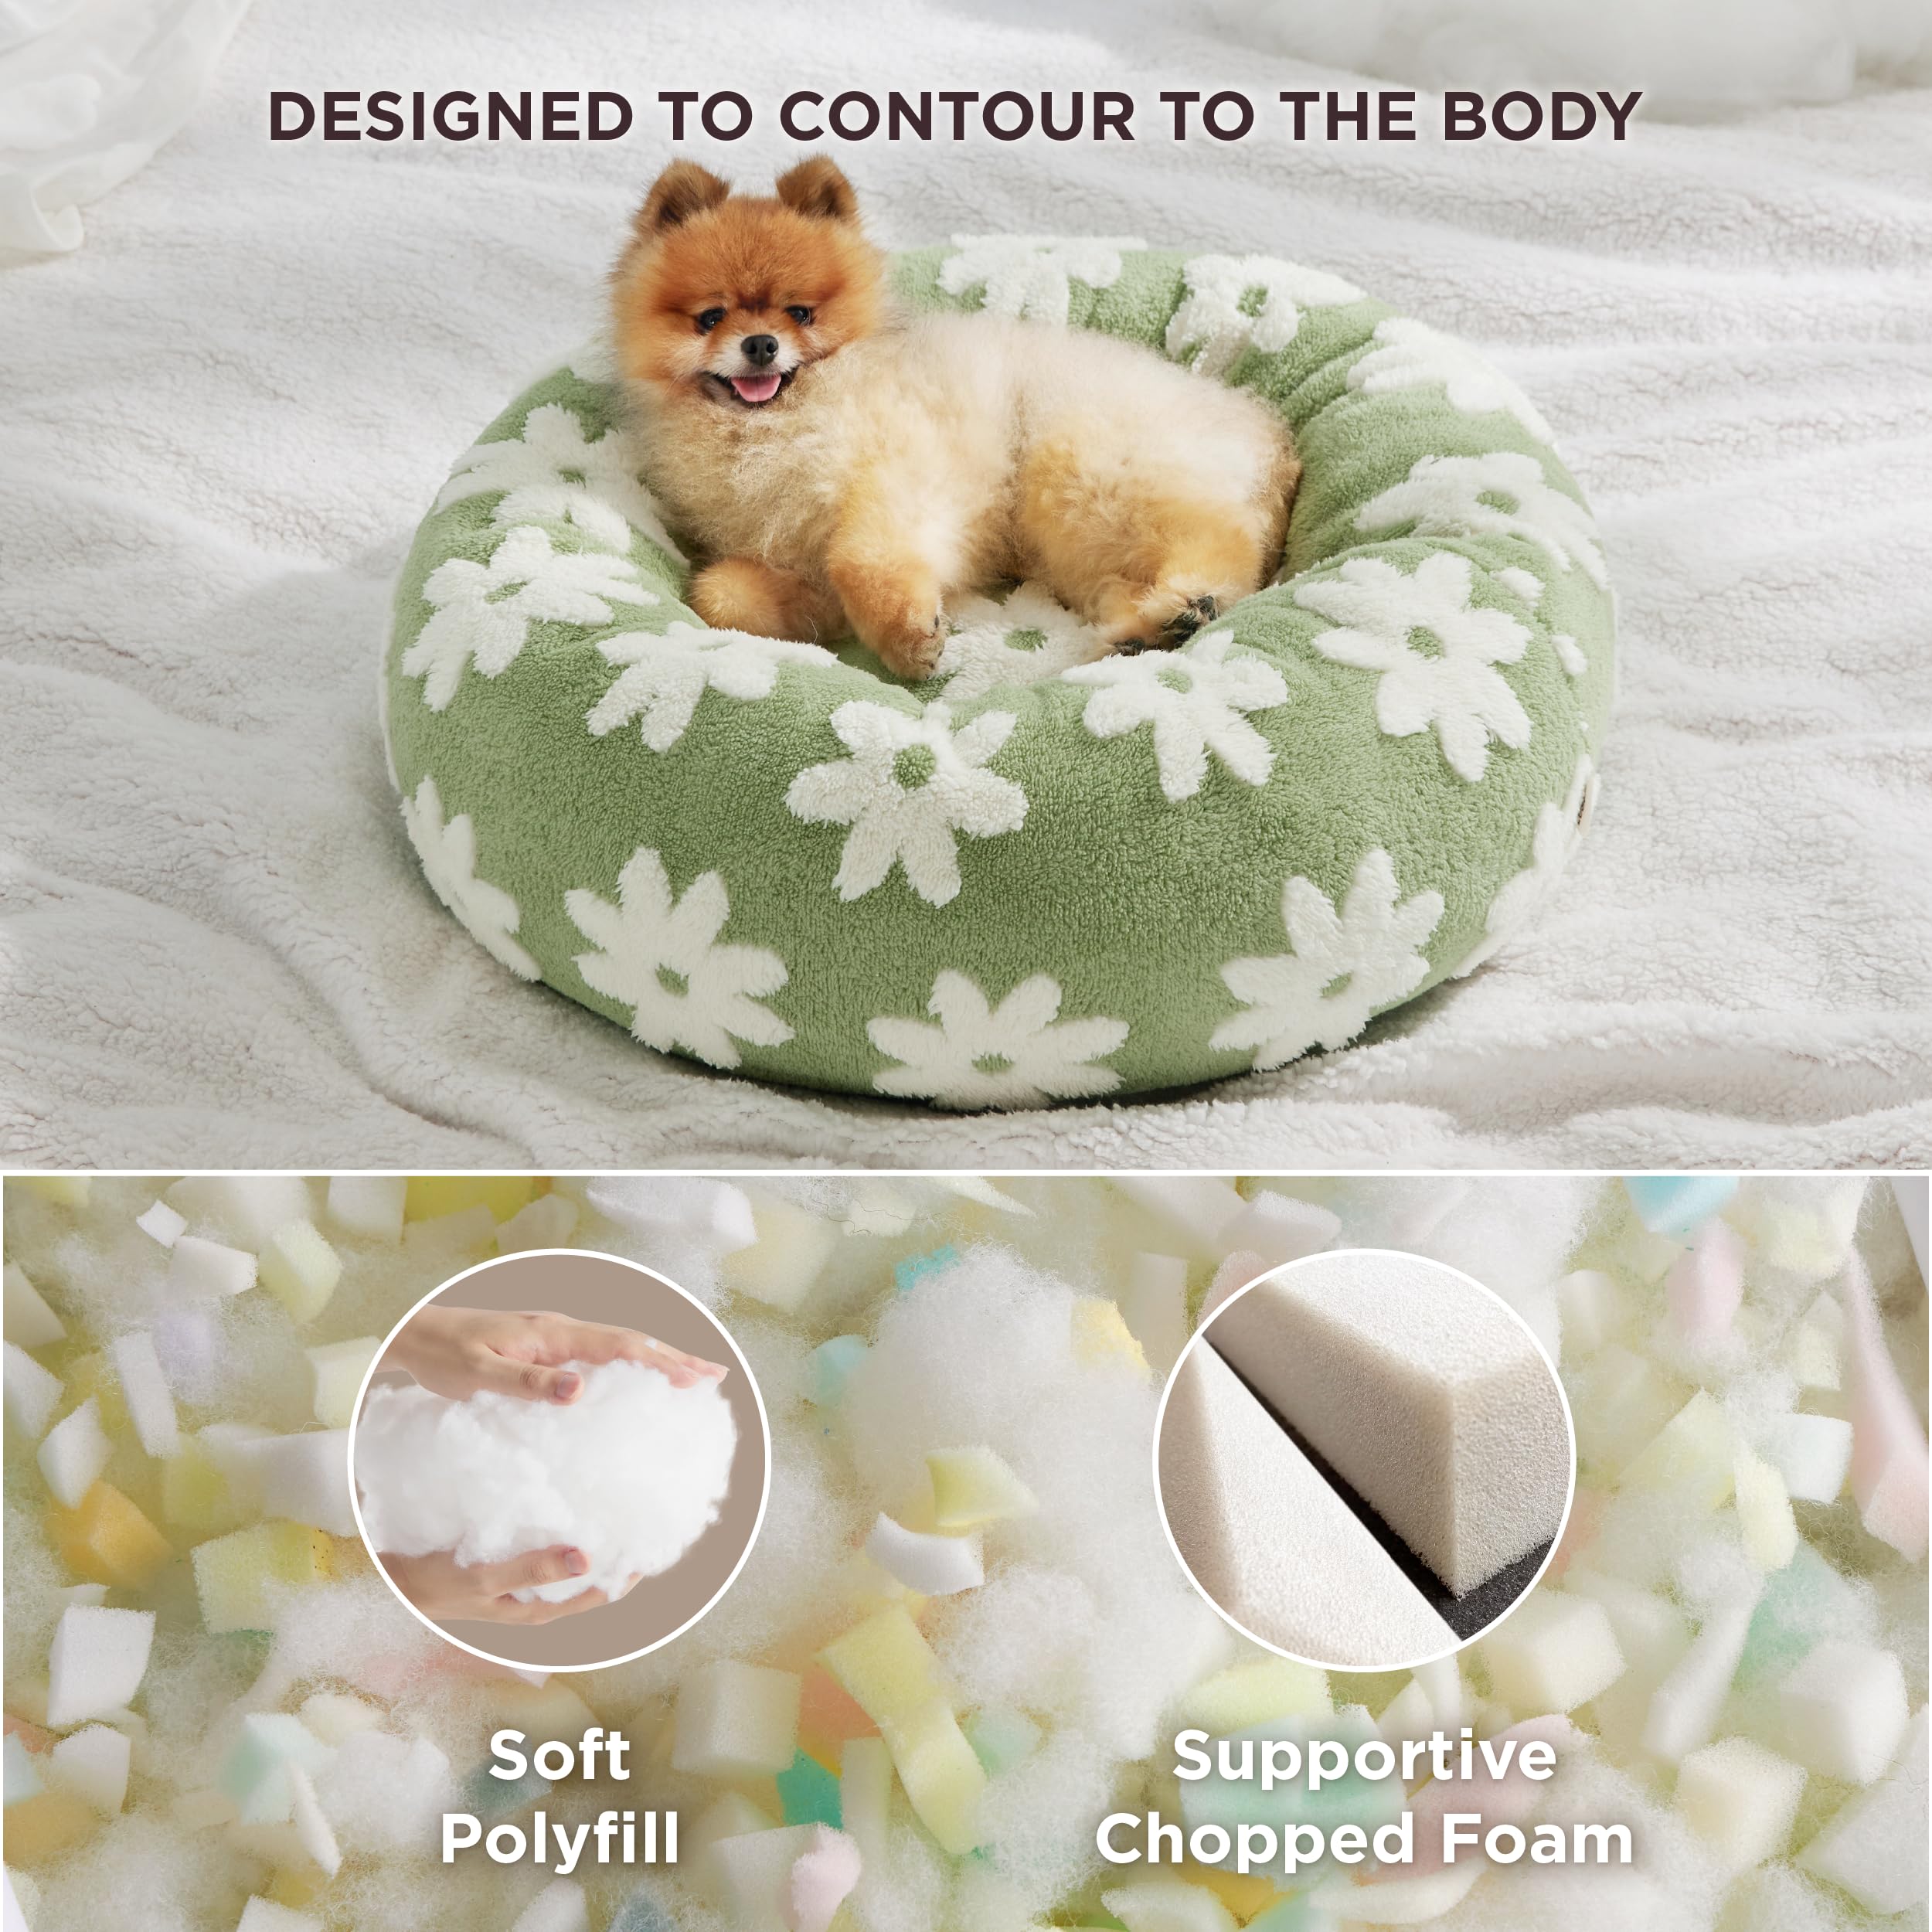 DESIGNED TO CONTOUR TO THE BODY
Soft
Polyfill
Supportive
Chopped Foam